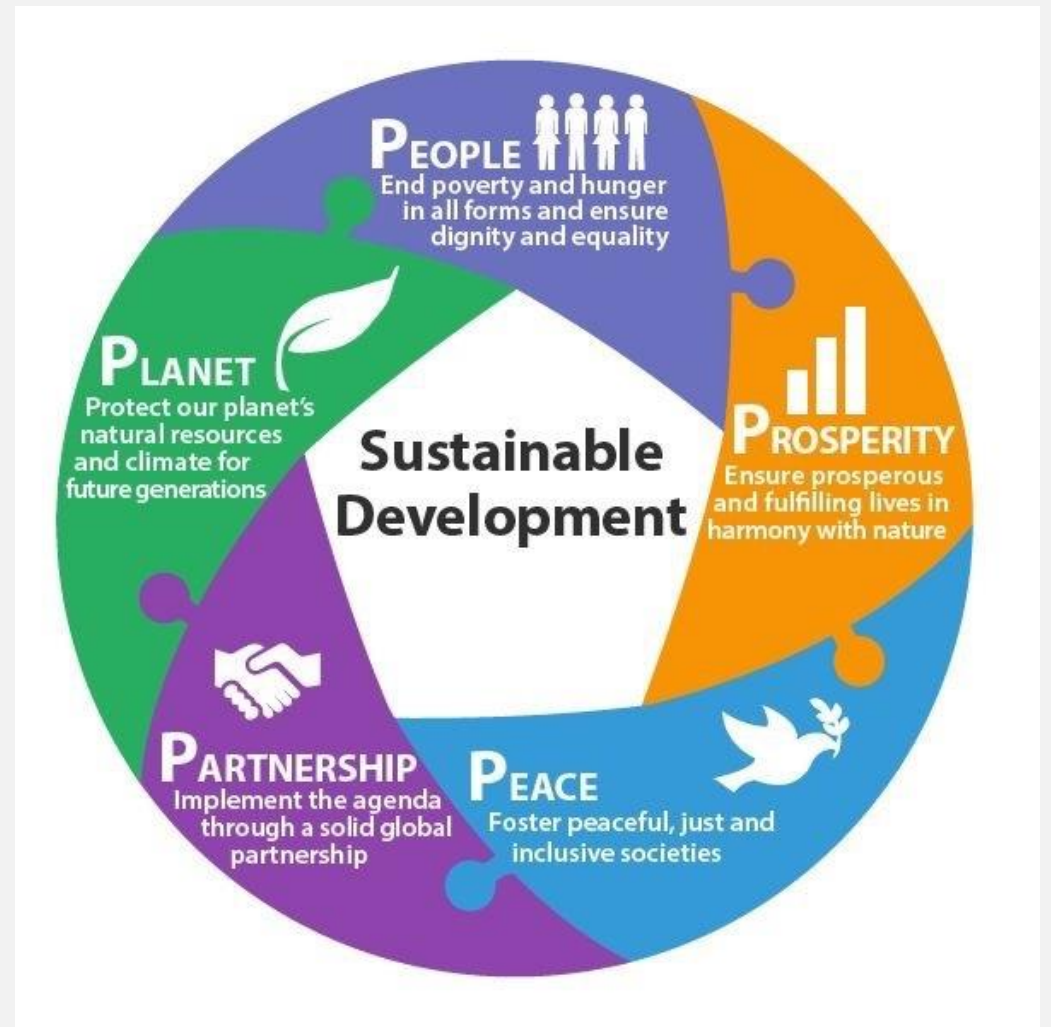 PEOPLE
End poverty and hunger
in all forms and ensure
dignity and equality
PROSPERITY
Ensure prosperous
and fulfilling lives in
harmony with nature
PEACE
Foster peaceful, just and
inclusive societies
PARTNERSHIP
Implement the agenda
through a solid global
partnership
PLANET
Protect our planet's
natural resources
and climate for
future generations
Sustainable
Development